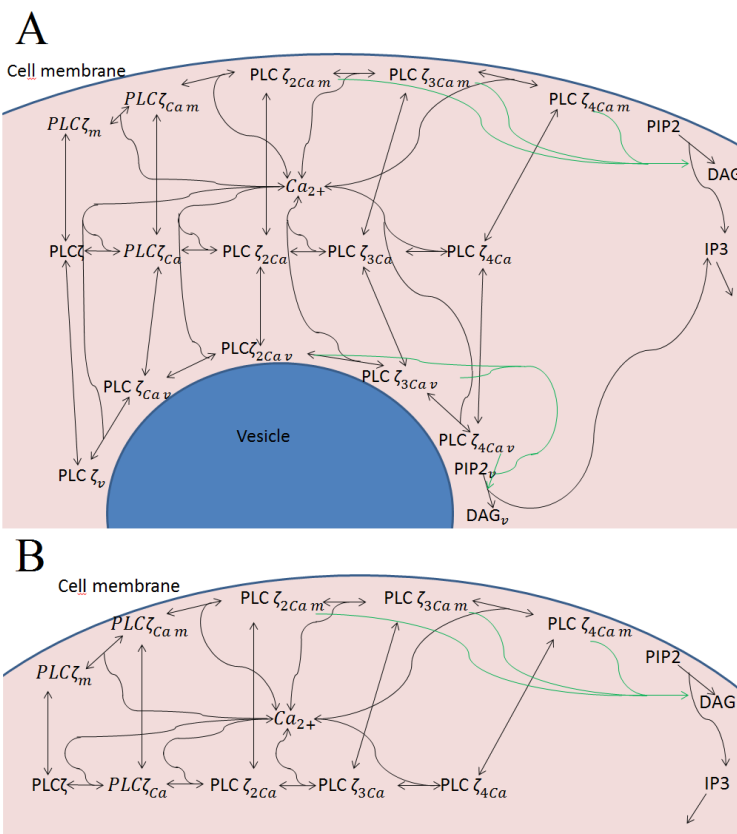 A
Cell membrane
PLC ζ2Ca m
PLC ζ3Ca m
PLCζCa m
PLC ζ4Ca m
PLCζm
PIP2
DAG
Ca2+
PLCζ
PLCζCa
PLC ζ2Ca
PLC ζ3Ca
PLC ζ4Ca
IP3
PLCζ2Ca v
PLC ζ3Ca v
PLC ζCa v
Vesicle
PLC ζ4Ca v
PLC ζv
PIP2v
DAGv
B
Cell membrane
PLC ζ2Ca m
PLC ζ3Ca m
PLCζCa m
PLC ζ4Ca m
PLCζm
PIP2
DAG
Ca2+
PLCζ
PLCζCa
PLC ζ2Ca
PLC ζ3Ca
PLC ζ4Ca
IP3